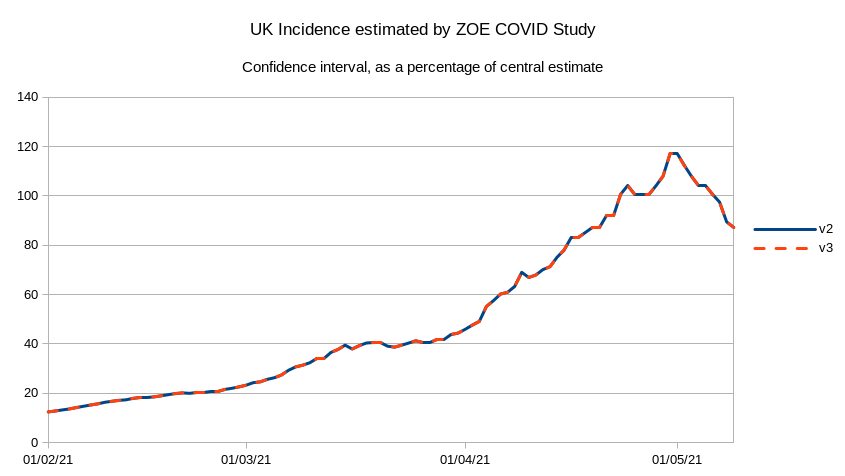 UK Incidence estimated by ZOE COVID Study
Confidence interval, as a percentage of central estimate
140
120
100
80
60
40
20
0
01/02/21 01/03/21 01/04/21 01/05/21
v2
v3